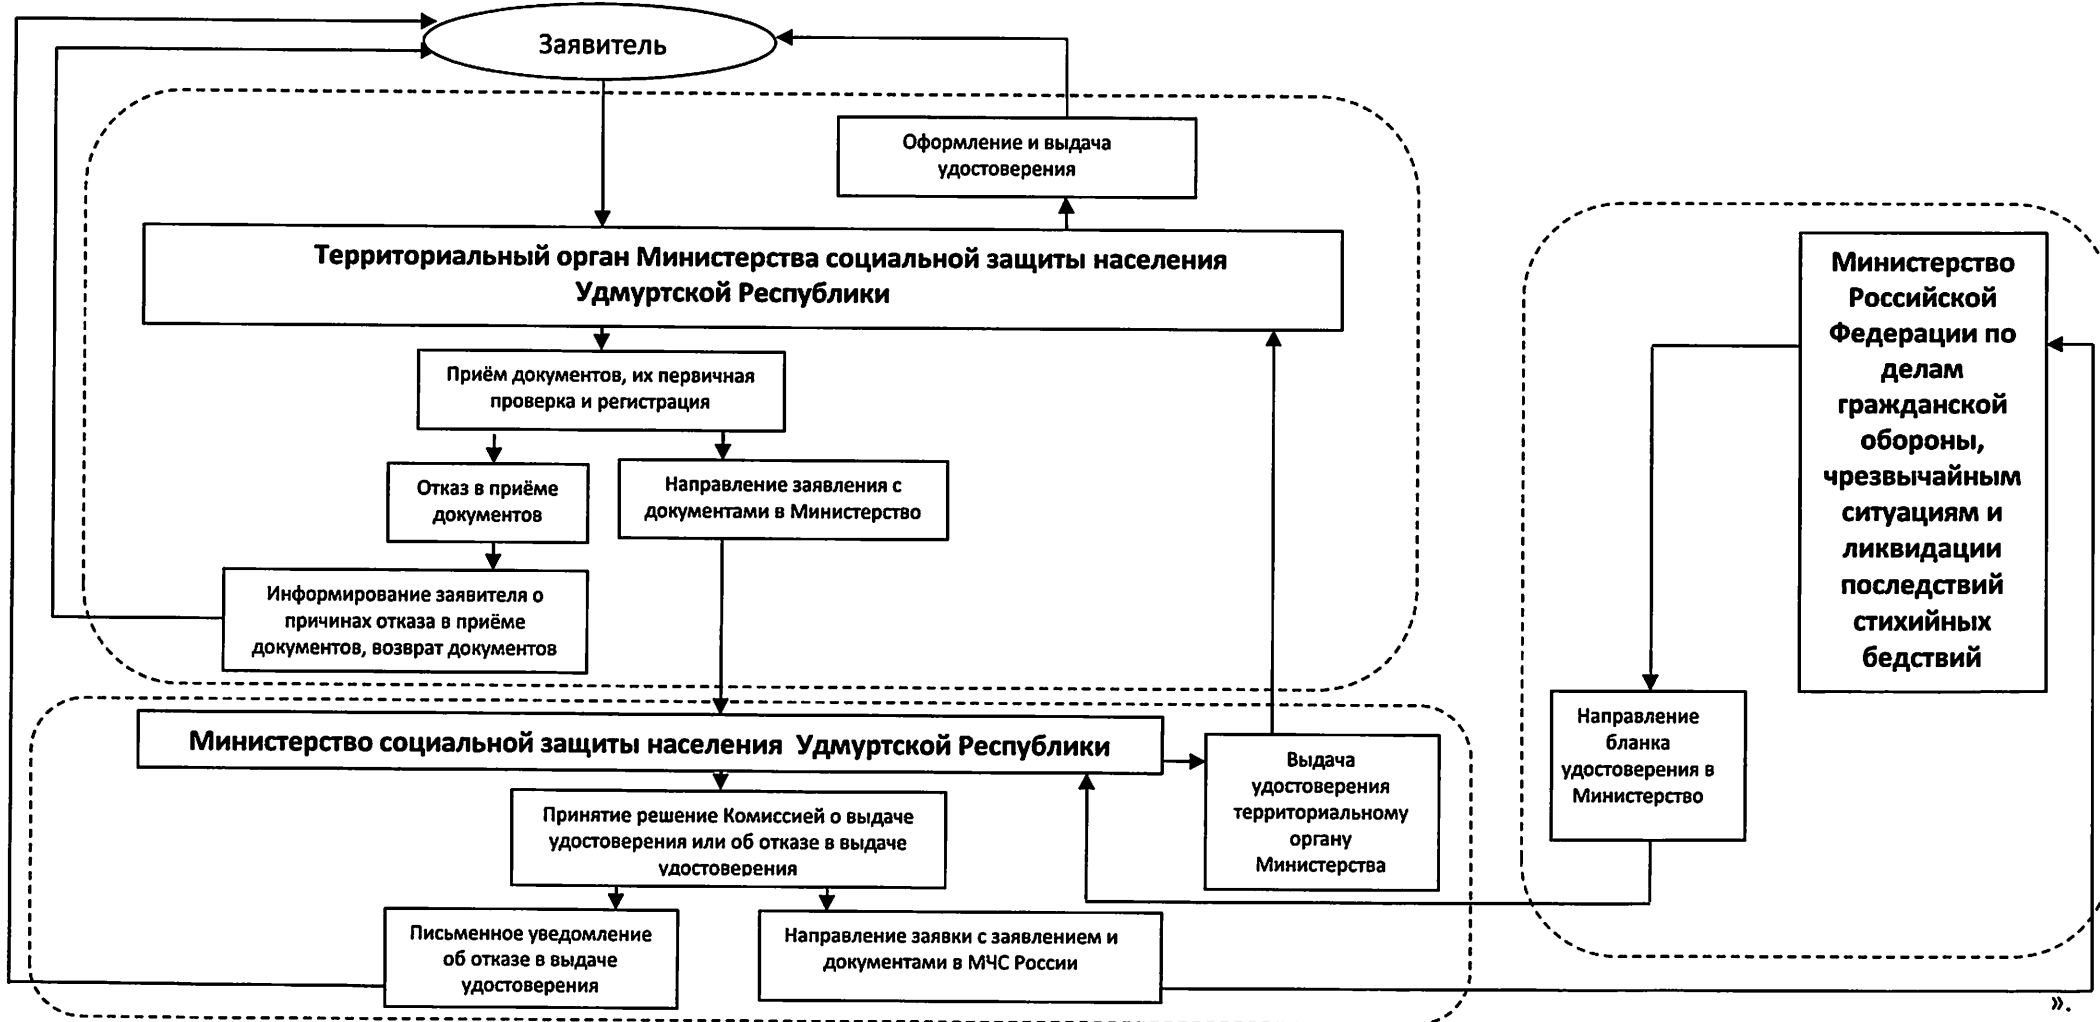 Заявитель
Оформление и выдача
удостоверения
Территориальный орган Министерства социальной защиты населения
Удмуртской Республики
Приём документов, их первичная
проверка и регистрация
Отказ в приёме
документов
Направление заявления с
документами в Министерство
Информирование заявителя о
причинах отказа в приёме
документов, возврат документов
Министерство социальной защиты населения Удмуртской Республики
Принятие решение Комиссией о выдаче
удостоверения или об отказе в выдаче
удостоверения
Письменное уведомление
об отказе в выдаче
удостоверения
Направление заявки с заявлением и
документами в МЧС России
Выдача
удостоверения
территориальному
органу
Министерства
Министерство
Российской
Федерации по
делам
гражданской
обороны,
чрезвычайным
ситуациям и
ликвидации
последствий
стихийных
бедствий
Направление
бланка
удостоверения в
Министерство
».